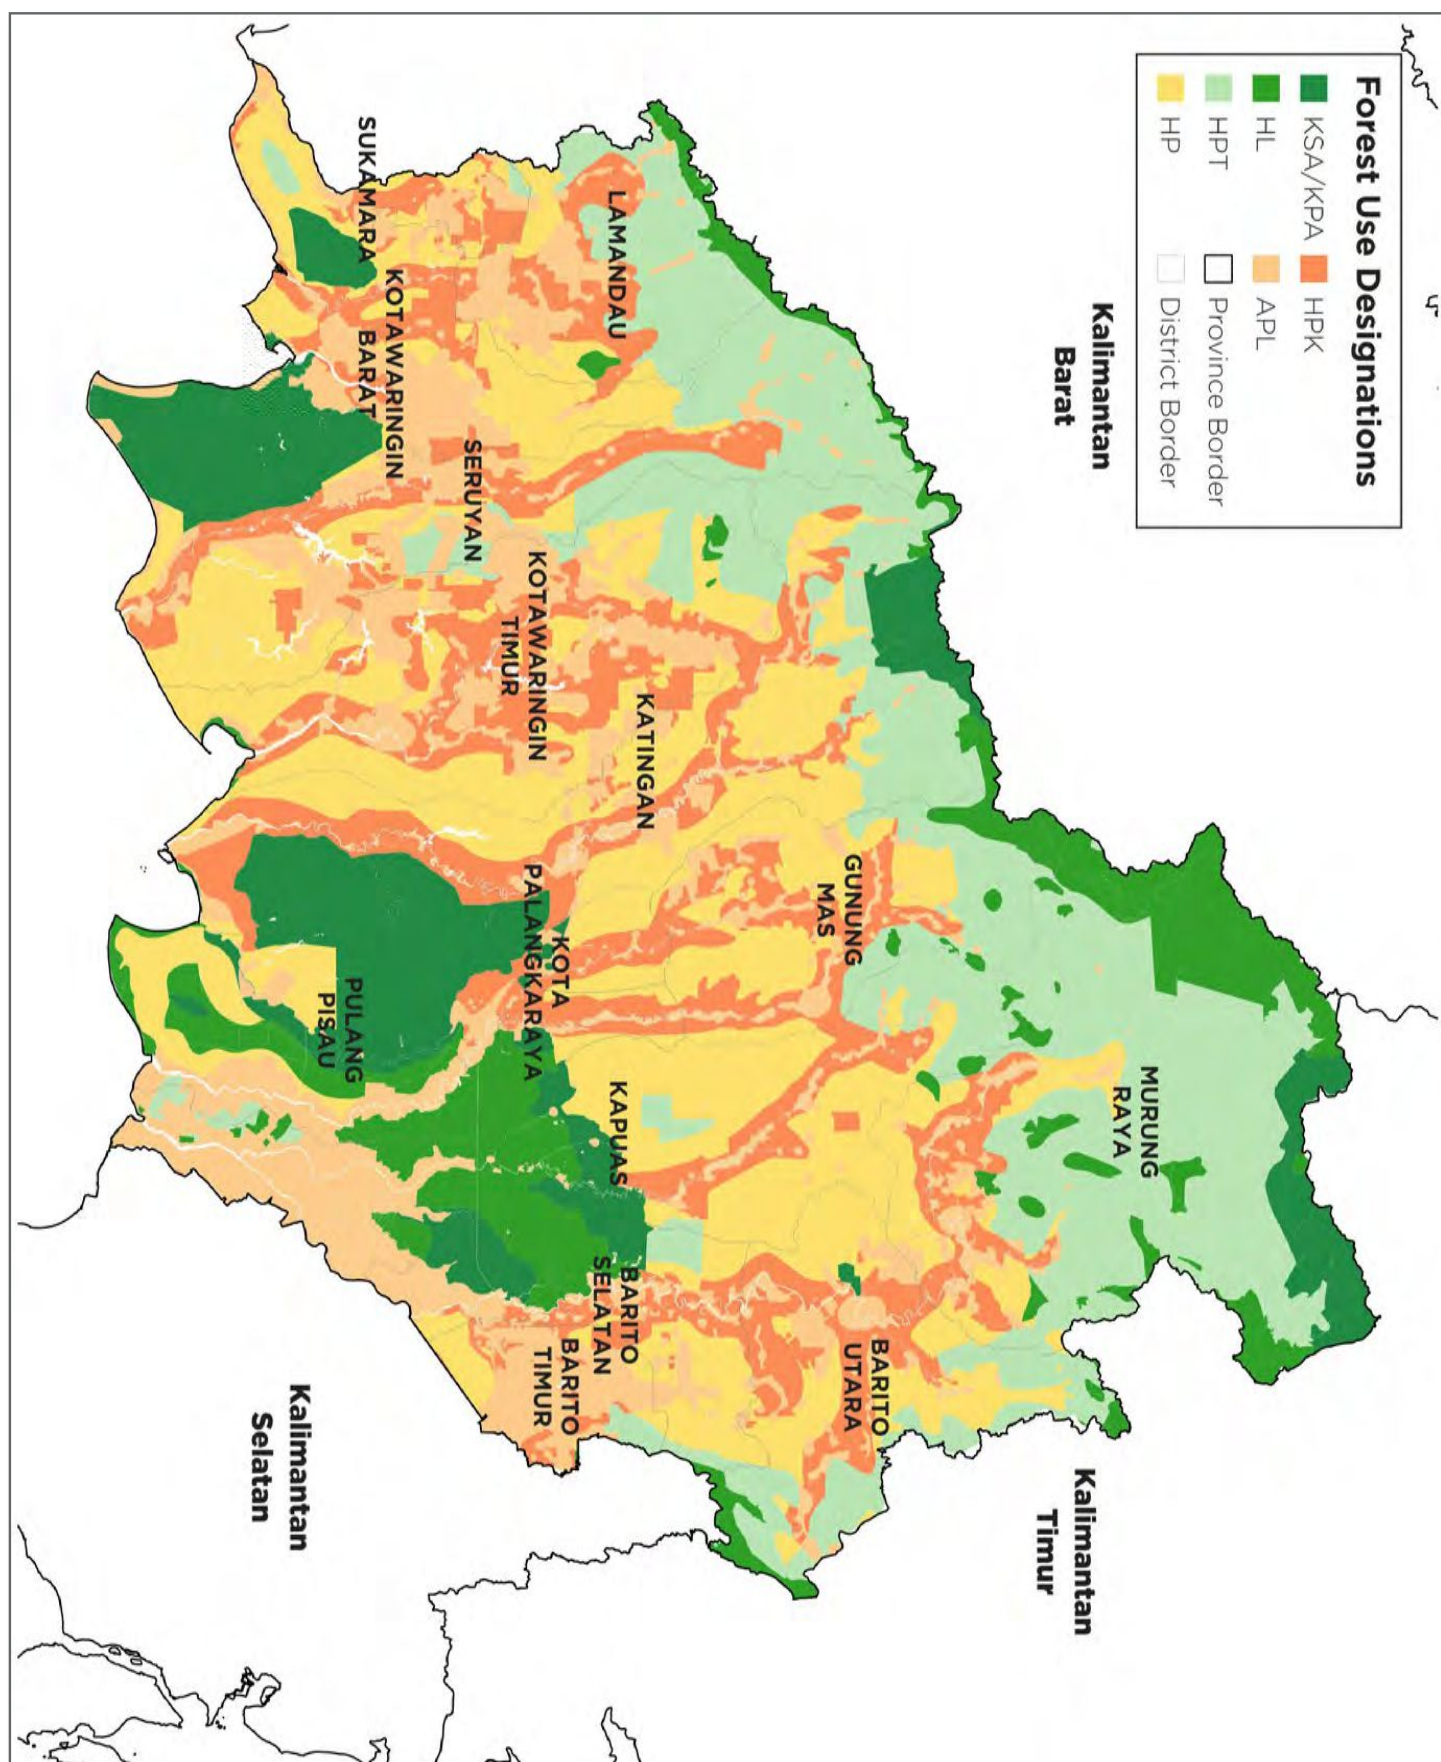 Forest Use Designations
KSA/KPA
HL
HPT
HP
HPK
APL
Province Border
District Border
Kalimantan
Barat
LAMANDAU
SUKAMARA
KOTAWARINGIN
BARAT
SERUYAN
KOTAWARINGIN
TIMUR
KATINGAN
GUNUNG
MAS
MURUNG
RAYA
KOTA
PALANGKARAYA
PULANG
PISAU
KAPUAS
BARITO
SELATAN
BARITO
TIMUR
BARITO
UTARA
Kalimantan
Timur
Kalimantan
Selatan